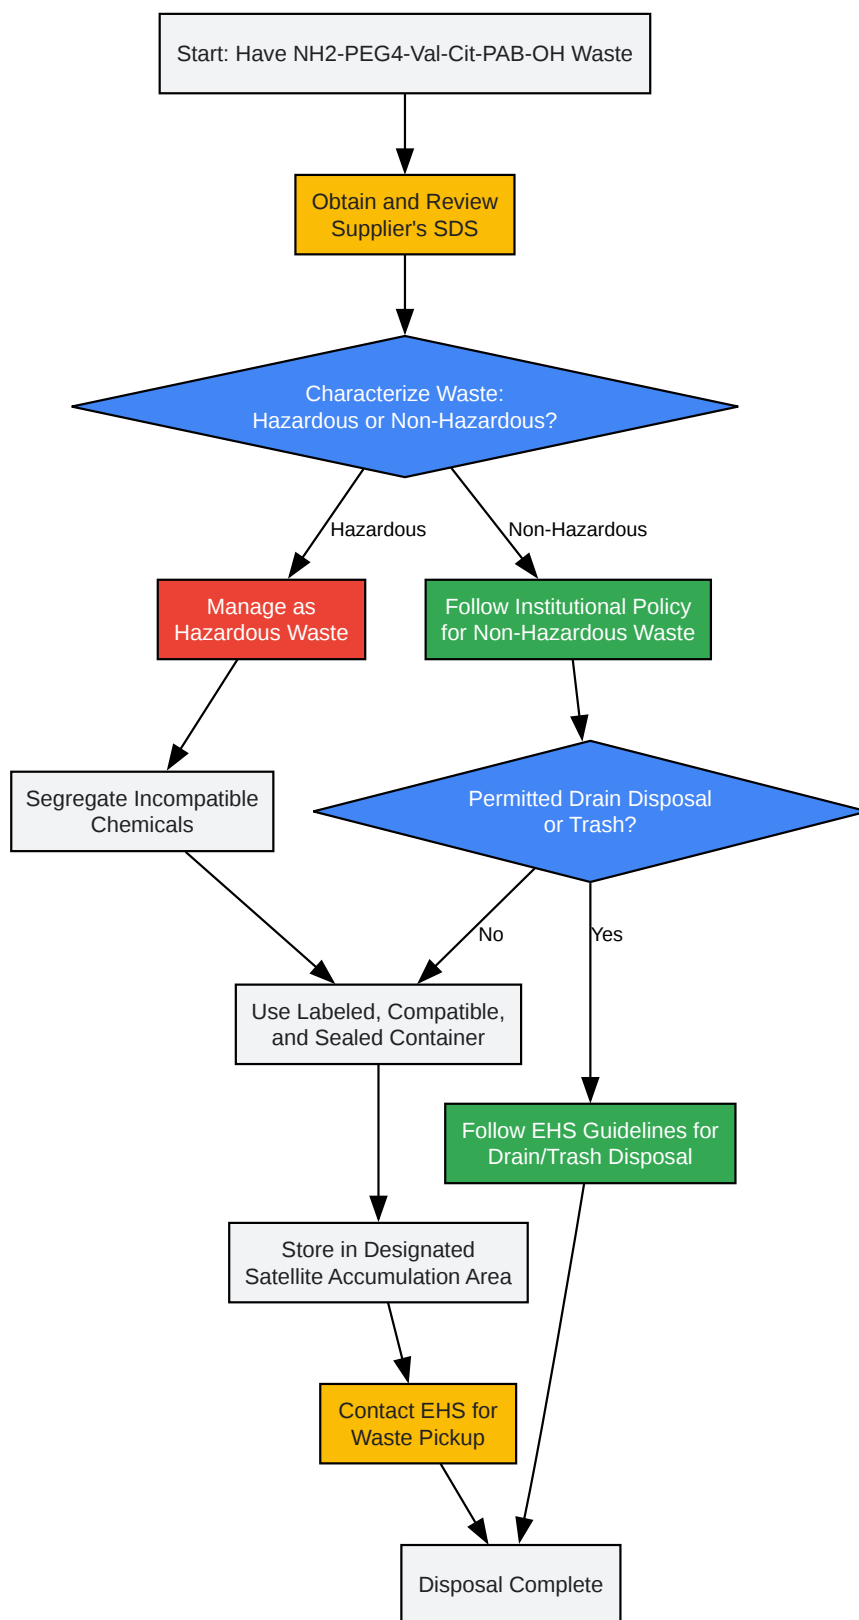 Start: Have NH2-PEG4-Val-Cit-PAB-OH Waste
Obtain and Review
Supplier's SDS
Characterize Waste:
Hazardous or Non-Hazardous?
Hazardous
Non-Hazardous
Manage as
Hazardous Waste
Follow Institutional Policy
for Non-Hazardous Waste
Segregate Incompatible
Chemicals
Permitted Drain Disposal
or Trash?
No
Yes
Use Labeled, Compatible,
and Sealed Container
Follow EHS Guidelines for
Drain/Trash Disposal
Store in Designated
Satellite Accumulation Area
Contact EHS for
Waste Pickup
Disposal Complete